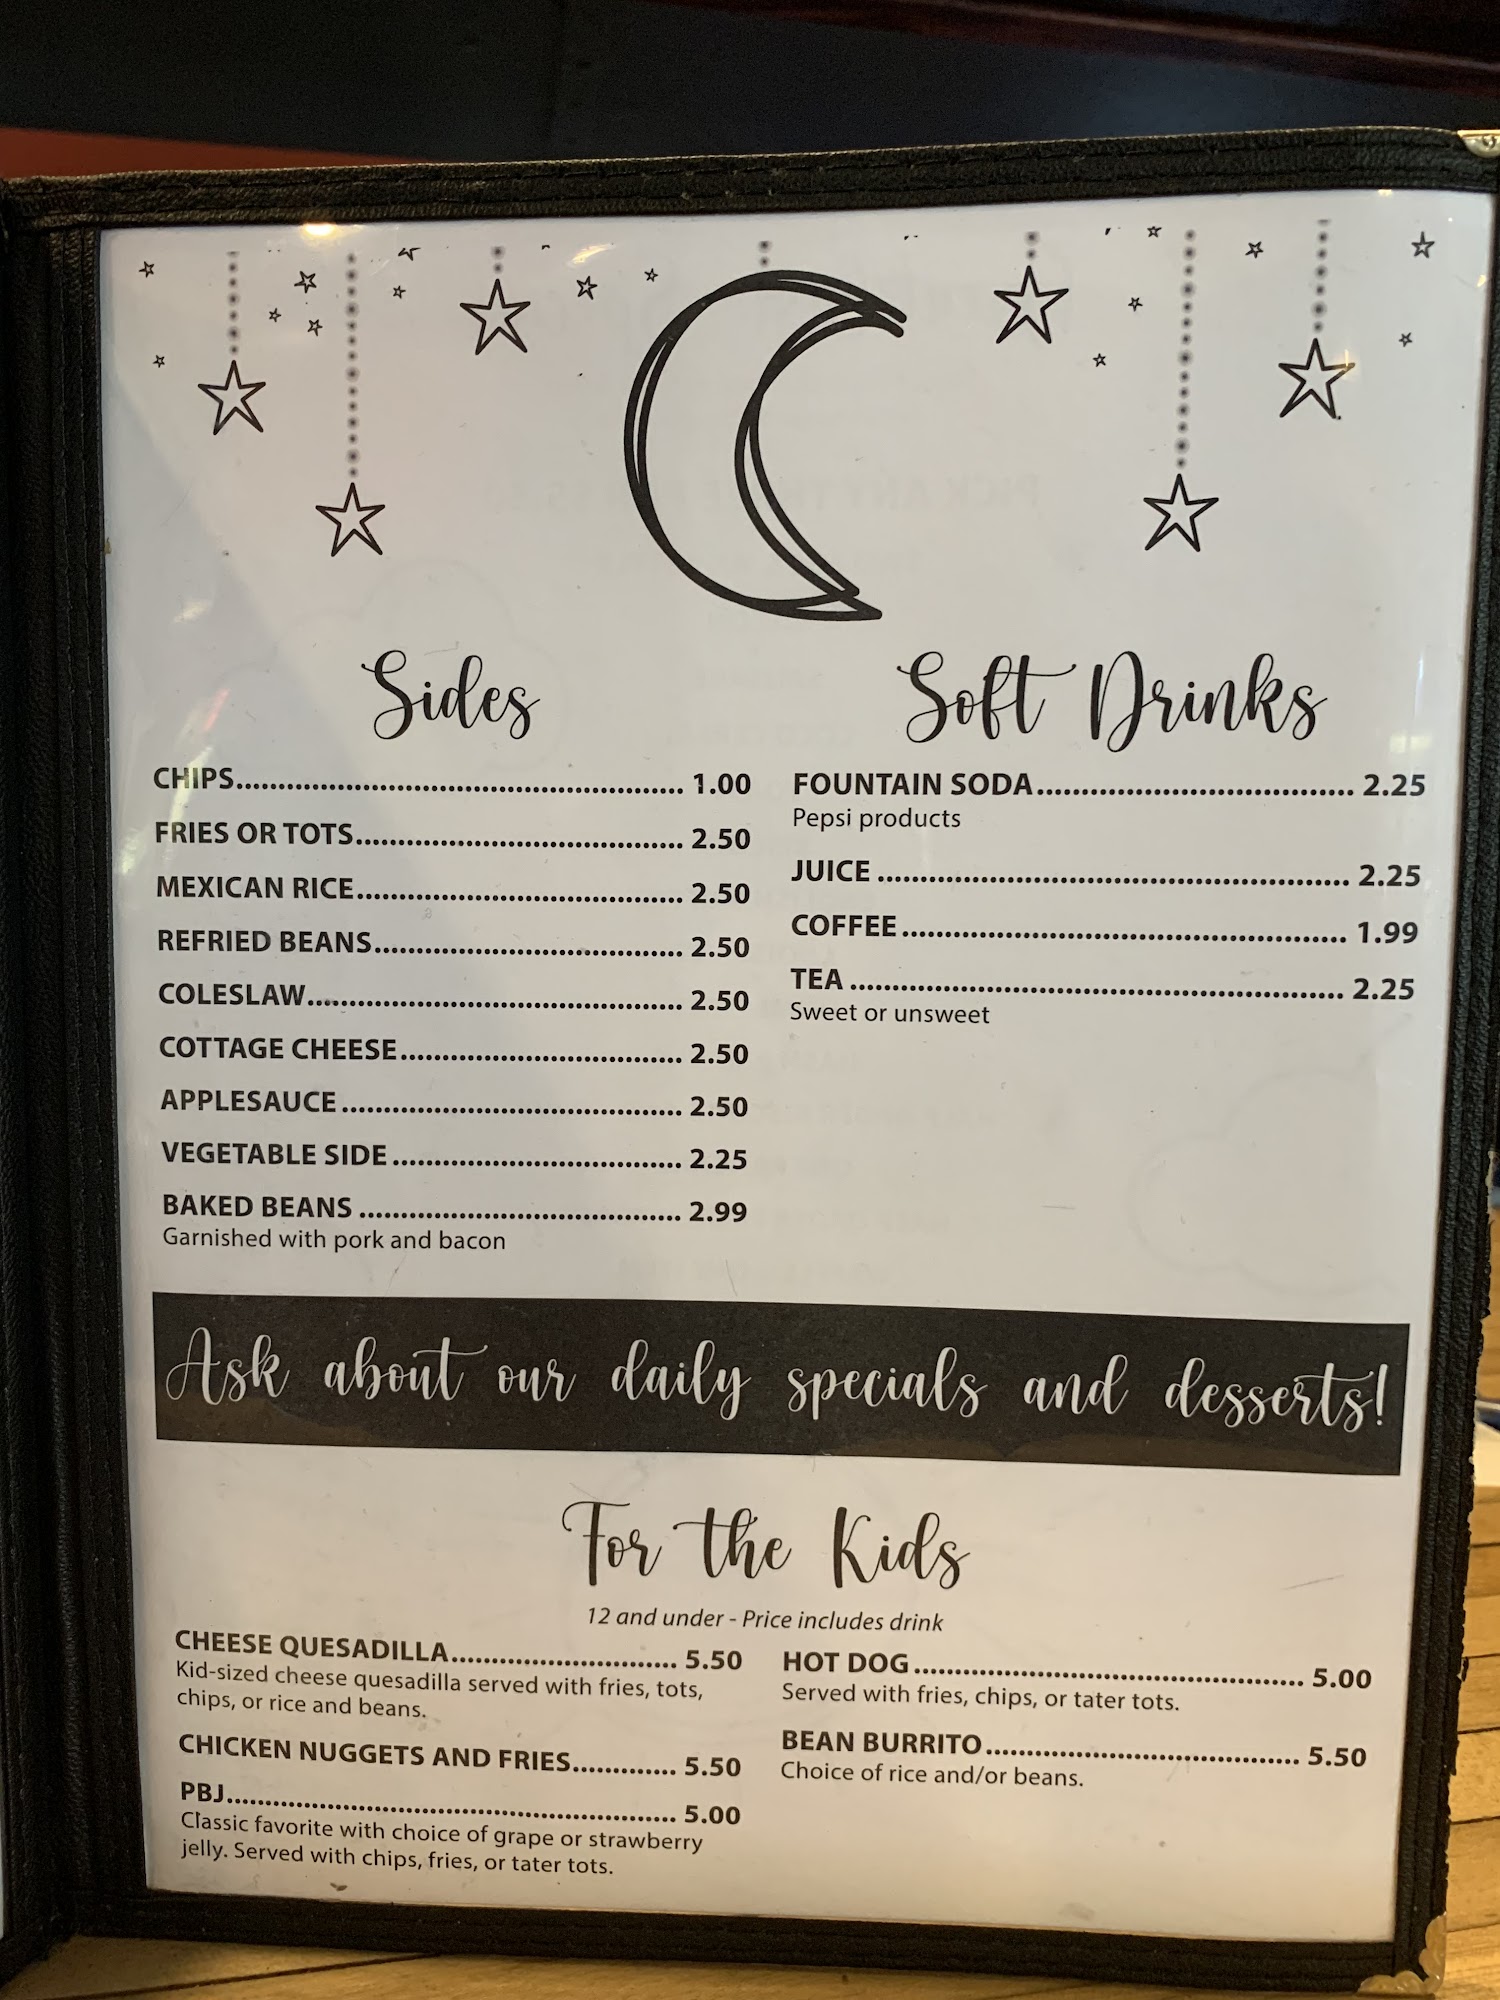 Sides
CHIPS 1.00
FRIES OR TOTS 2.50
MEXICAN RICE 2.50
REFRIED BEANS 2.50
COLESLAW 2.50
COTTAGE CHEESE 2.50
APPLESAUCE 2.50
VEGETABLE SIDE 2.25
BAKED BEANS 2.99
Garnished with pork and bacon
Soft Drinks
FOUNTAIN SODA 2.25
Pepsi products
JUICE 2.25
COFFEE 1.99
TEA 2.25
Sweet or unsweet
Ask about our daily specials and desserts!
For the Kids
12 and under - Price includes drink
CHEESE QUESADILLA 5.50
Kid-sized cheese quesadilla served with fries, tots,
chips, or rice and beans.
CHICKEN NUGGETS AND FRIES 5.50
PBJ 5.00
Classic favorite with choice of grape or strawberry
jelly. Served with chips, fries, or tater tots.
HOT DOG 5.00
Served with fries, chips, or tater tots.
BEAN BURRITO 5.50
Choice of rice and/or beans.